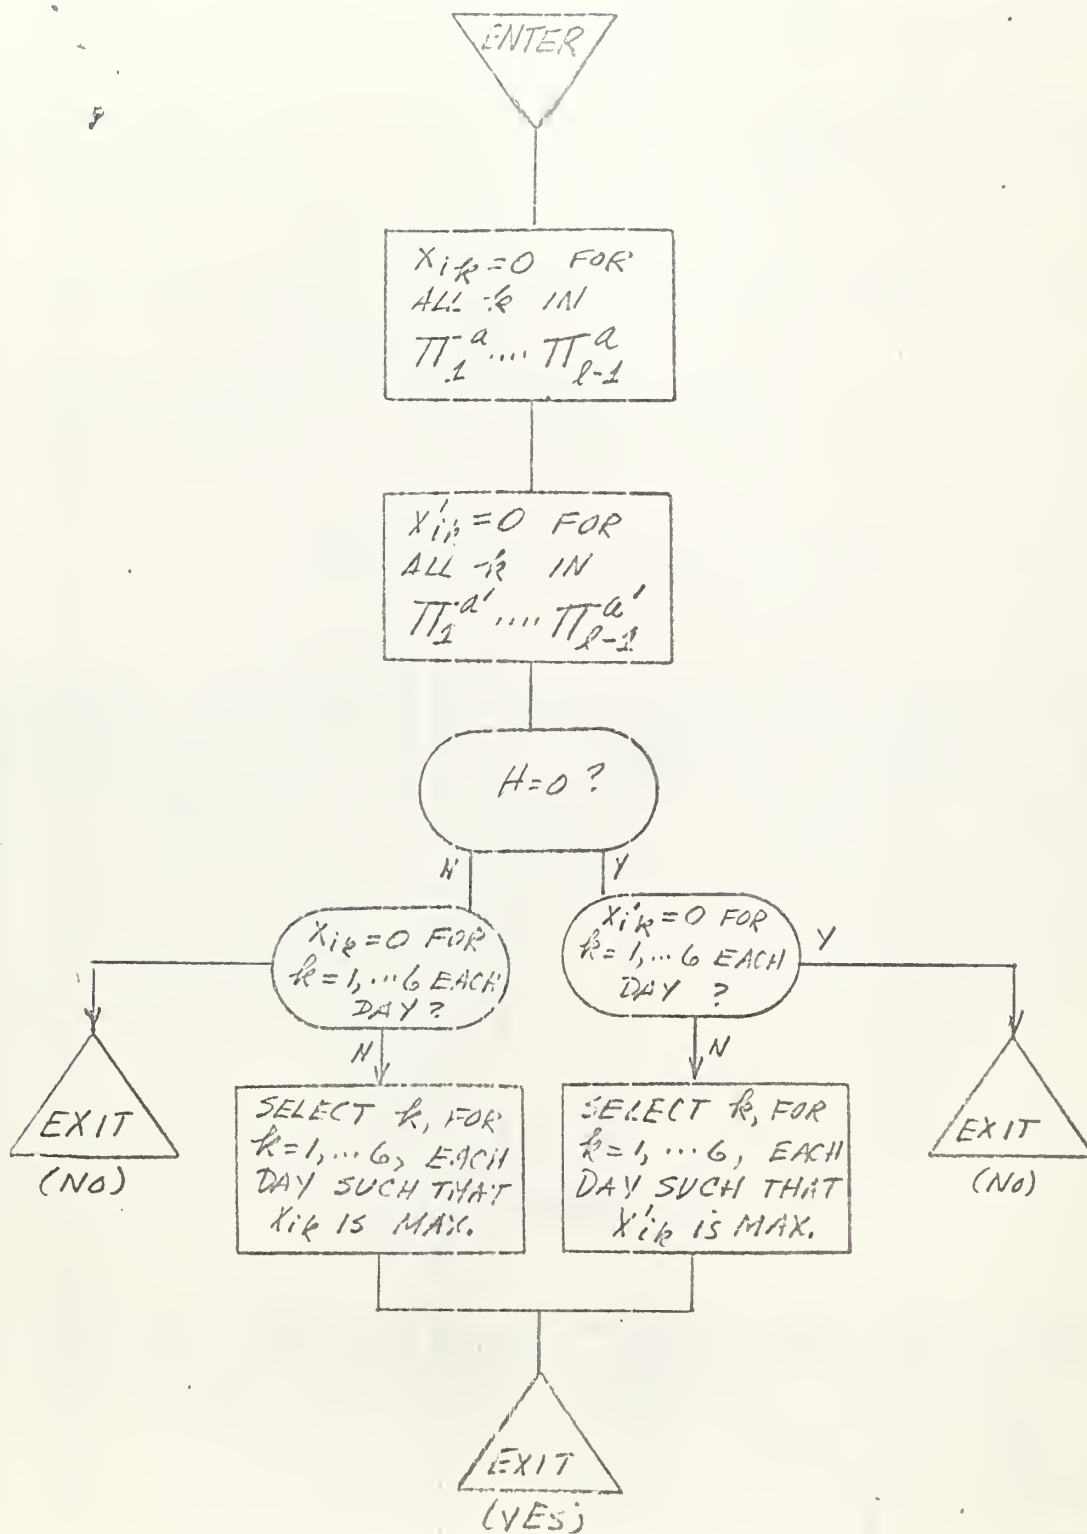 ENTER
Xik=0 FOR
ALL k IN
Π₁ᵃ .... Πₗ₋₁ᵃ
X'ik=0 FOR
ALL k IN
Π₁ᵃ' .... Πₗ₋₁ᵃ'
H=0 ?
N
Y
Xik=0 FOR
k=1,...6 EACH
DAY ?
X'ik=0 FOR
k=1,...6 EACH
DAY ?
Y
N
N
SELECT k, FOR
k=1,...6, EACH
DAY SUCH THAT
Xik IS MAX.
SELECT k, FOR
k=1,...6, EACH
DAY SUCH THAT
X'ik IS MAX.
EXIT
(NO)
EXIT
(NO)
EXIT
(YES)